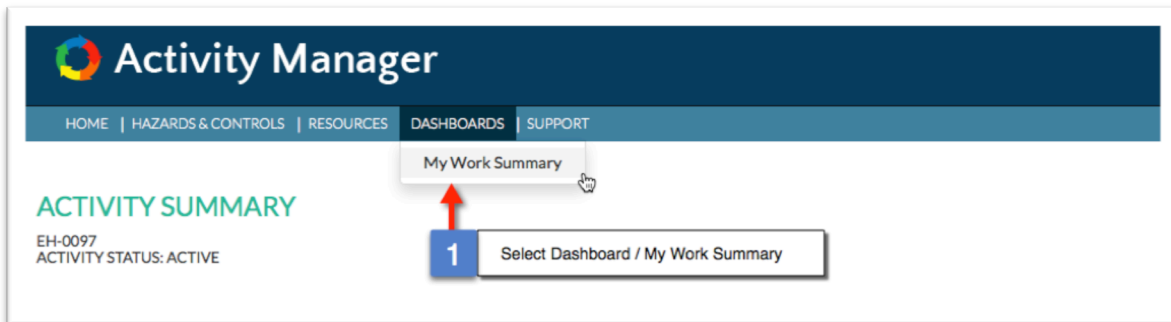 Activity Manager
HOME | HAZARDS & CONTROLS | RESOURCES DASHBOARDS | SUPPORT
My Work Summary
ACTIVITY SUMMARY
EH-0097
ACTIVITY STATUS: ACTIVE
1 Select Dashboard / My Work Summary